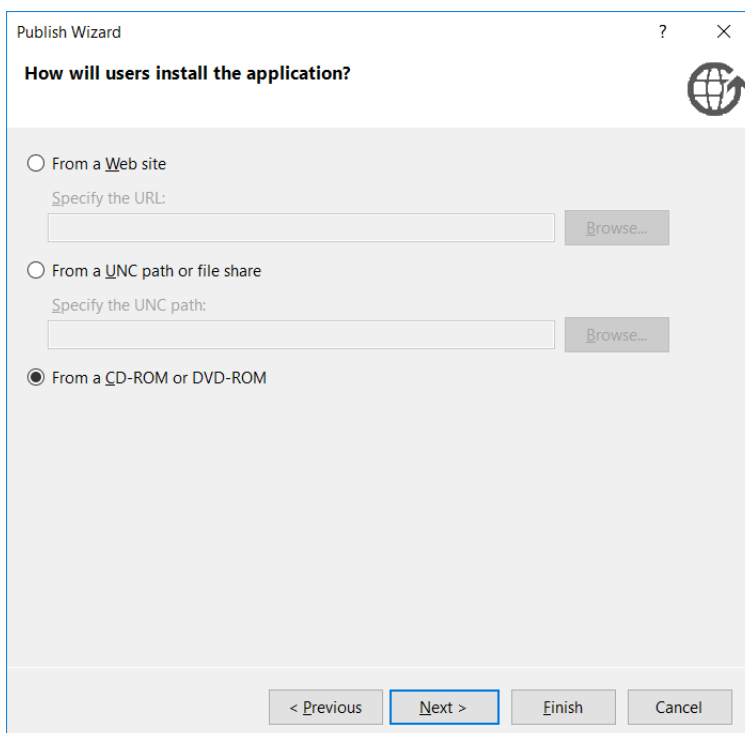 Publish Wizard ?
How will users install the application?
From a Web site
Specify the URL:
Browse...
From a UNC path or file share
Specify the UNC path:
Browse...
From a CD-ROM or DVD-ROM
< Previous Next > Finish Cancel